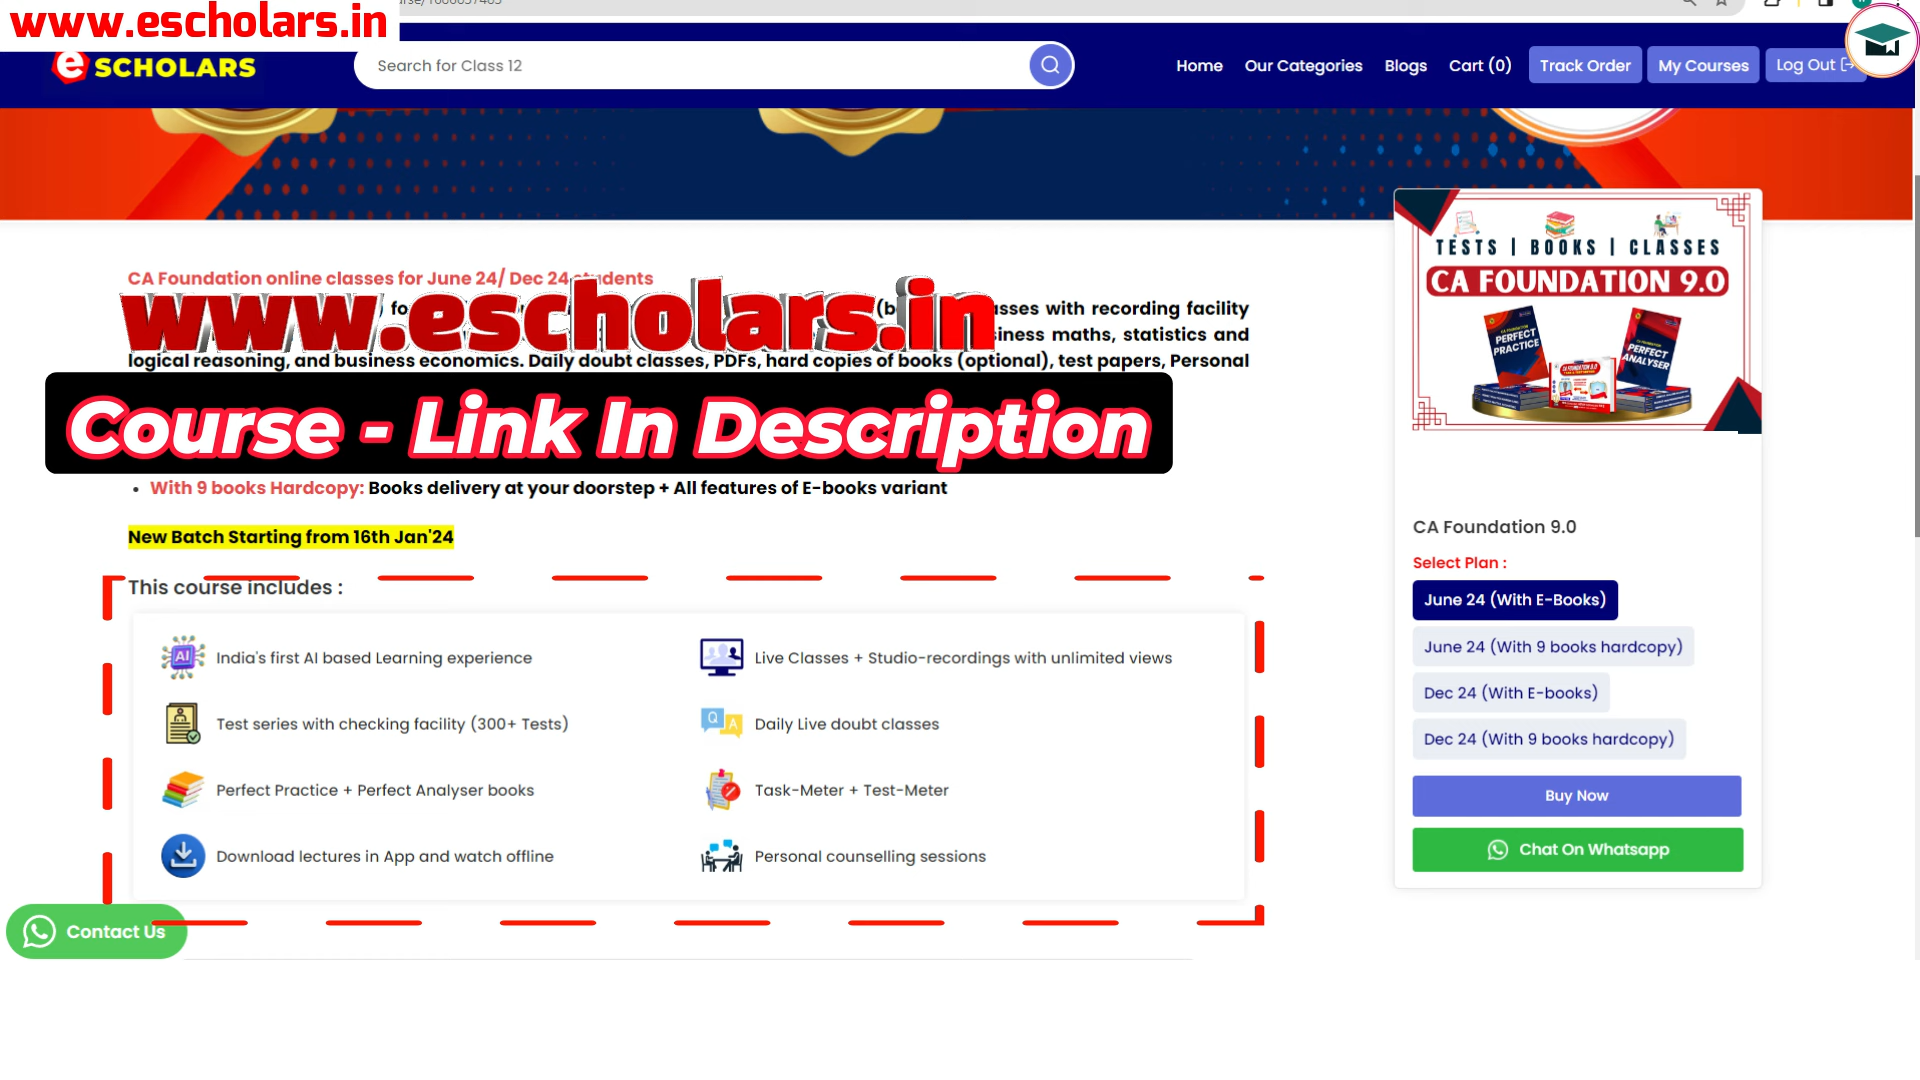 www.escholars.in
e SCHOLARS
Search for Class 12
Home
Our Categories
Blogs
Cart (0)
Track Order
My Courses
Log Out
CA Foundation online classes for June 24/ Dec 24 students
www.escholars.in
asses with recording facility
maths, statistics and
logical reasoning, and business economics. Daily doubt classes, PDFs, hard copies of books (optional), test papers, Personal
Course - Link In Description
• With 9 books Hardcopy: Books delivery at your doorstep + All features of E-books variant
New Batch Starting from 16th Jan'24
This course includes :
AI
India's first AI based Learning experience
Live Classes + Studio-recordings with unlimited views
Test series with checking facility (300+ Tests)
Q A
Daily Live doubt classes
Perfect Practice + Perfect Analyser books
Task-Meter + Test-Meter
Download lectures in App and watch offline
Personal counselling sessions
Contact Us
TESTS | BOOKS | CLASSES
CA FOUNDATION 9.0
PERFECT
PRACTICE
PERFECT
ANALYSER
CA Foundation 9.0
Select Plan :
June 24 (With E-Books)
June 24 (With 9 books hardcopy)
Dec 24 (With E-books)
Dec 24 (With 9 books hardcopy)
Buy Now
Chat On Whatsapp